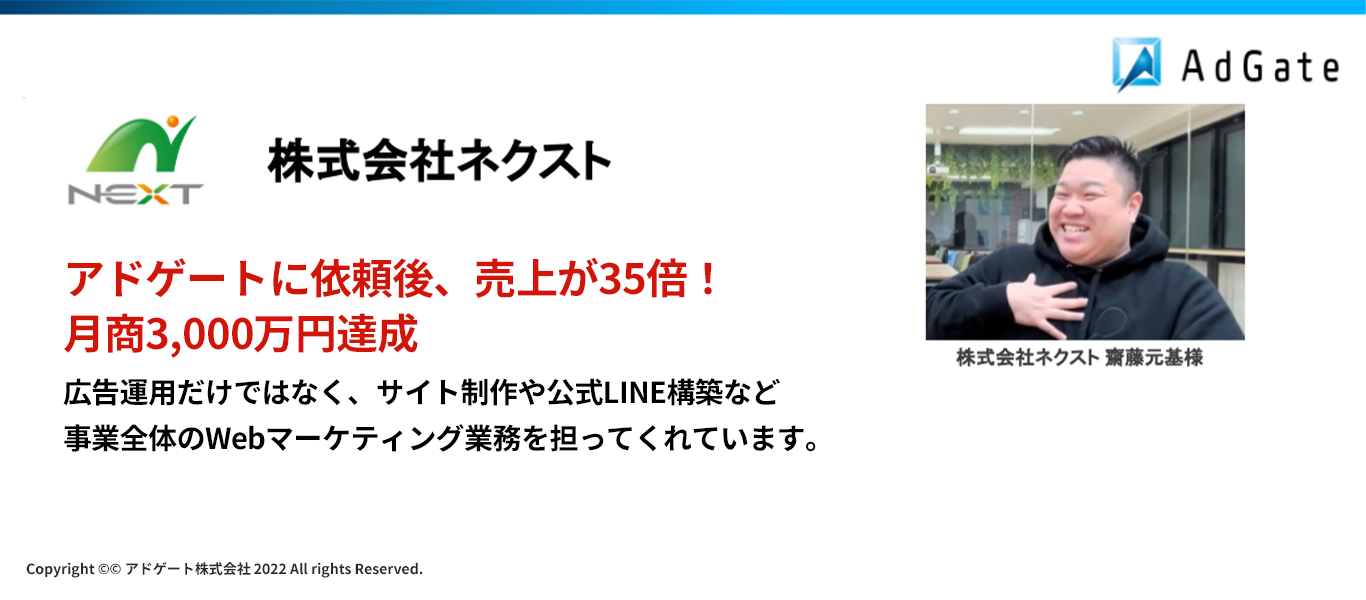 AdGate
NEXT
株式会社ネクスト
アドゲートに依頼後、売上が35倍！
月商3,000万円達成
広告運用だけではなく、サイト制作や公式LINE構築など
事業全体のWebマーケティング業務を担ってくれています。
株式会社ネクスト 齋藤元基様
Copyright ©© アドゲート株式会社 2022 All rights Reserved.